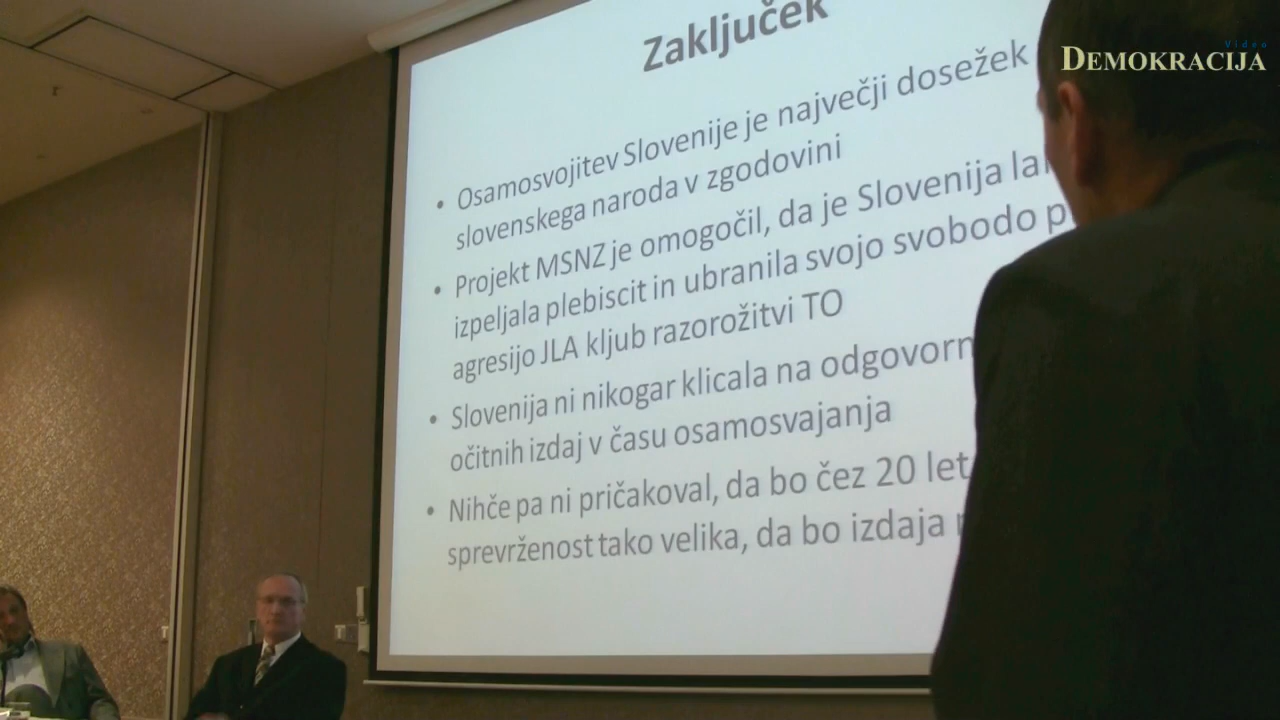 Video
DEMOKRACIJA
Zaključek
• Osamosvojitev Slovenije je največji dosežek
slovenskega naroda v zgodovini
• Projekt MSNZ je omogočil, da je Slovenija
izpeljala plebiscit in ubranila svojo svobodo
agresijo JLA kljub razorožitvi TO
• Slovenija ni nikogar klicala na
očitnih izdaj v času osamosvajanja
• Nihče pa ni pričakoval, da bo čez 20 let
sprevrženost tako velika, da bo izdaja